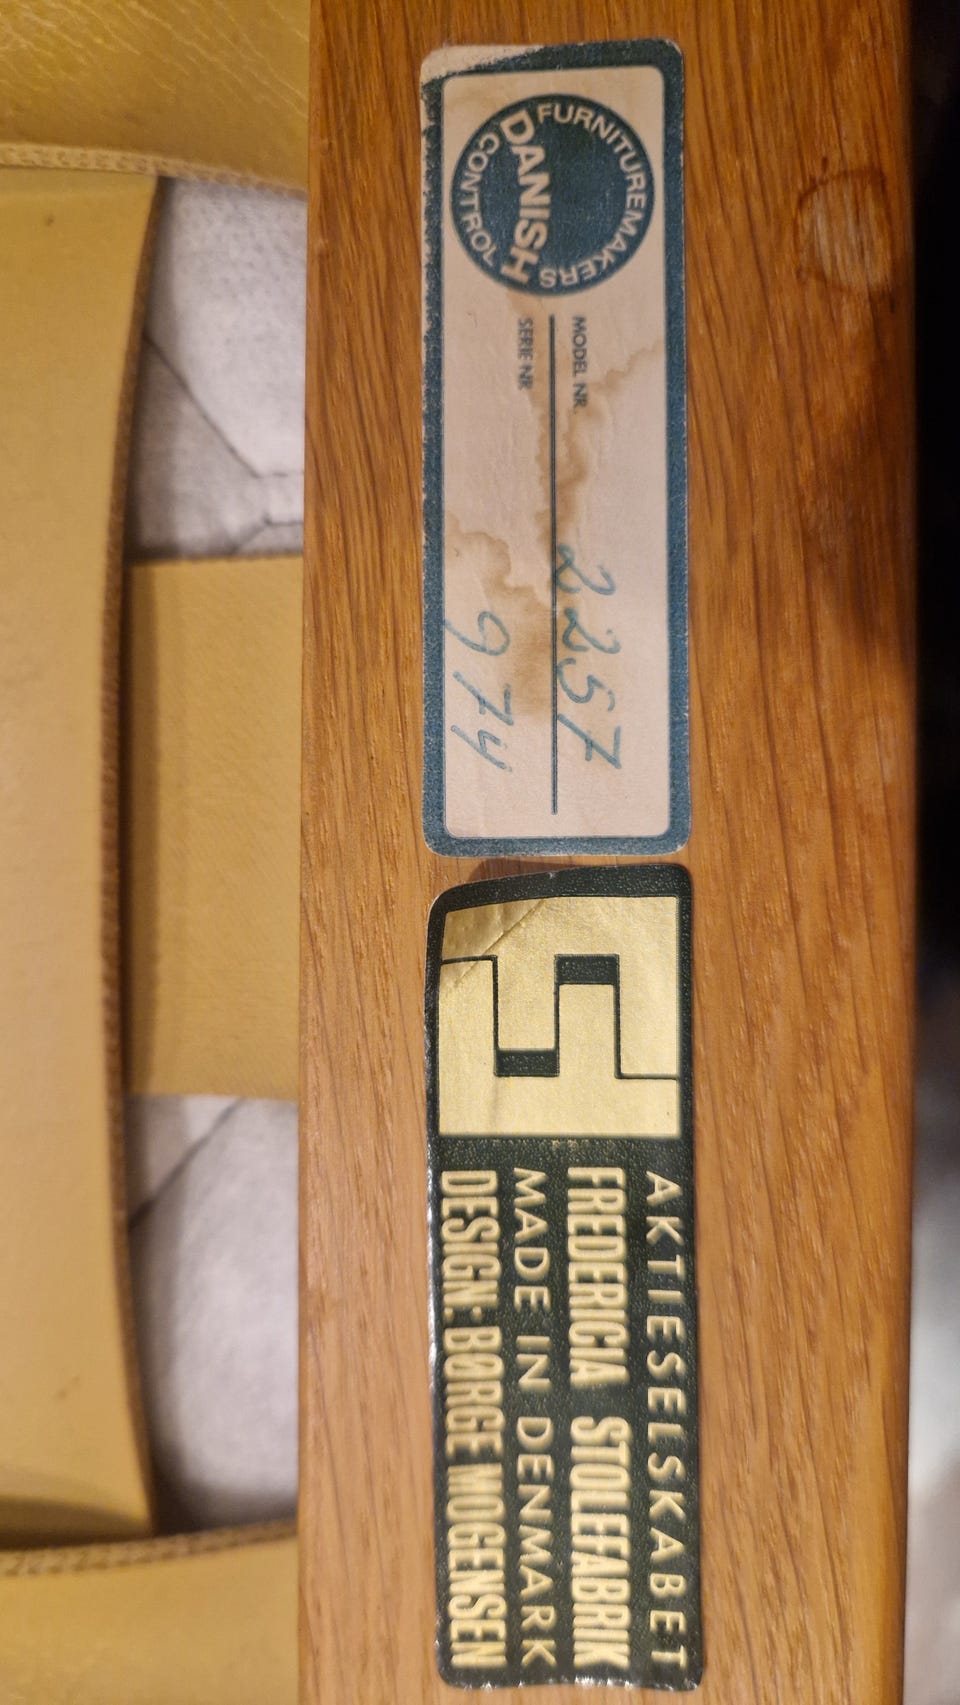 FURNITUREMAKERS
DANISH
CONTROL
MODEL NR. 2257
SERIE NR. 974
AKTIESELSKABET
FREDERICIA STOLEFABRIK
MADE IN DENMARK
DESIGN: BØRGE MOGENSEN